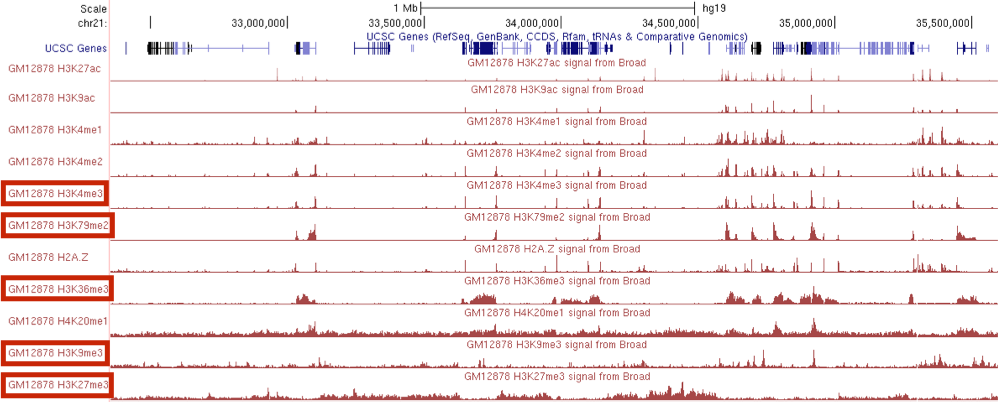 Scale 1 Mb hg19
chr21: 33,000,000 33,500,000 34,000,000 34,500,000 35,000,000 35,500,000
UCSC Genes (RefSeq, GenBank, CCDS, Rfam, tRNAs & Comparative Genomics)
UCSC Genes
GM12878 H3K27ac signal from Broad
GM12878 H3K27ac
GM12878 H3K9ac signal from Broad
GM12878 H3K9ac
GM12878 H3K4me1 signal from Broad
GM12878 H3K4me1
GM12878 H3K4me2 signal from Broad
GM12878 H3K4me2
GM12878 H3K4me3 signal from Broad
GM12878 H3K4me3
GM12878 H3K79me2 signal from Broad
GM12878 H3K79me2
GM12878 H2A.Z signal from Broad
GM12878 H2A.Z
GM12878 H3K36me3 signal from Broad
GM12878 H3K36me3
GM12878 H4K20me1 signal from Broad
GM12878 H4K20me1
GM12878 H3K9me3 signal from Broad
GM12878 H3K9me3
GM12878 H3K27me3 signal from Broad
GM12878 H3K27me3